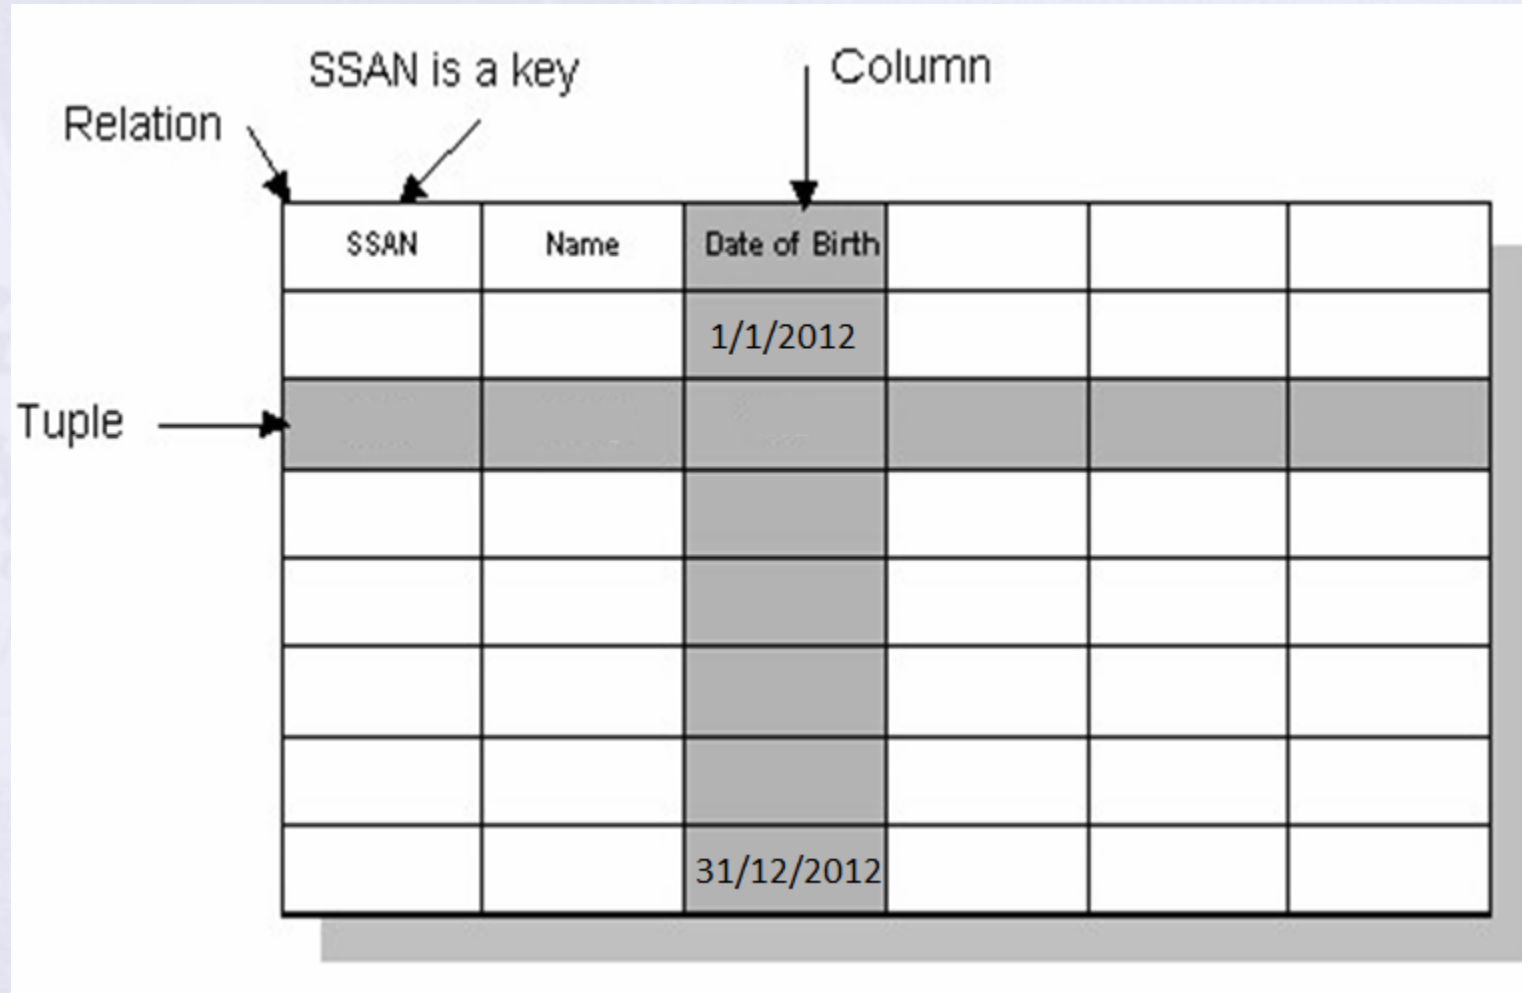 SSAN is a key
Column
Relation
SSAN Name Date of Birth
1/1/2012
Tuple
31/12/2012